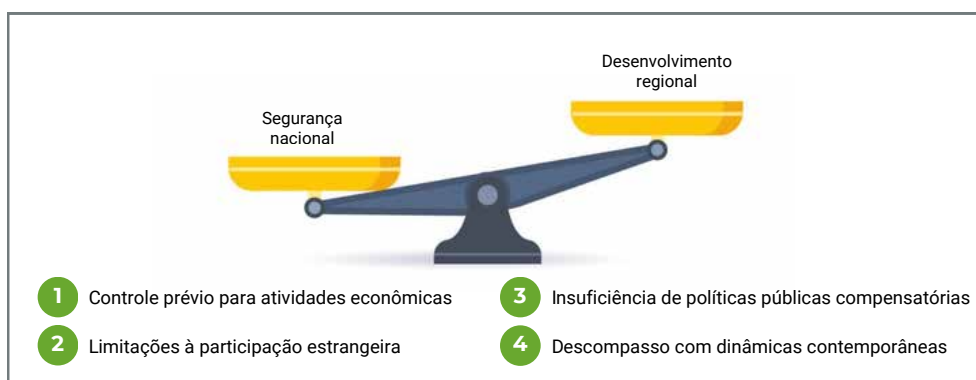 Desenvolvimento
regional
Segurança
nacional
1 Controle prévio para atividades econômicas
2 Limitações à participação estrangeira
3 Insuficiência de políticas públicas compensatórias
4 Descompasso com dinâmicas contemporâneas